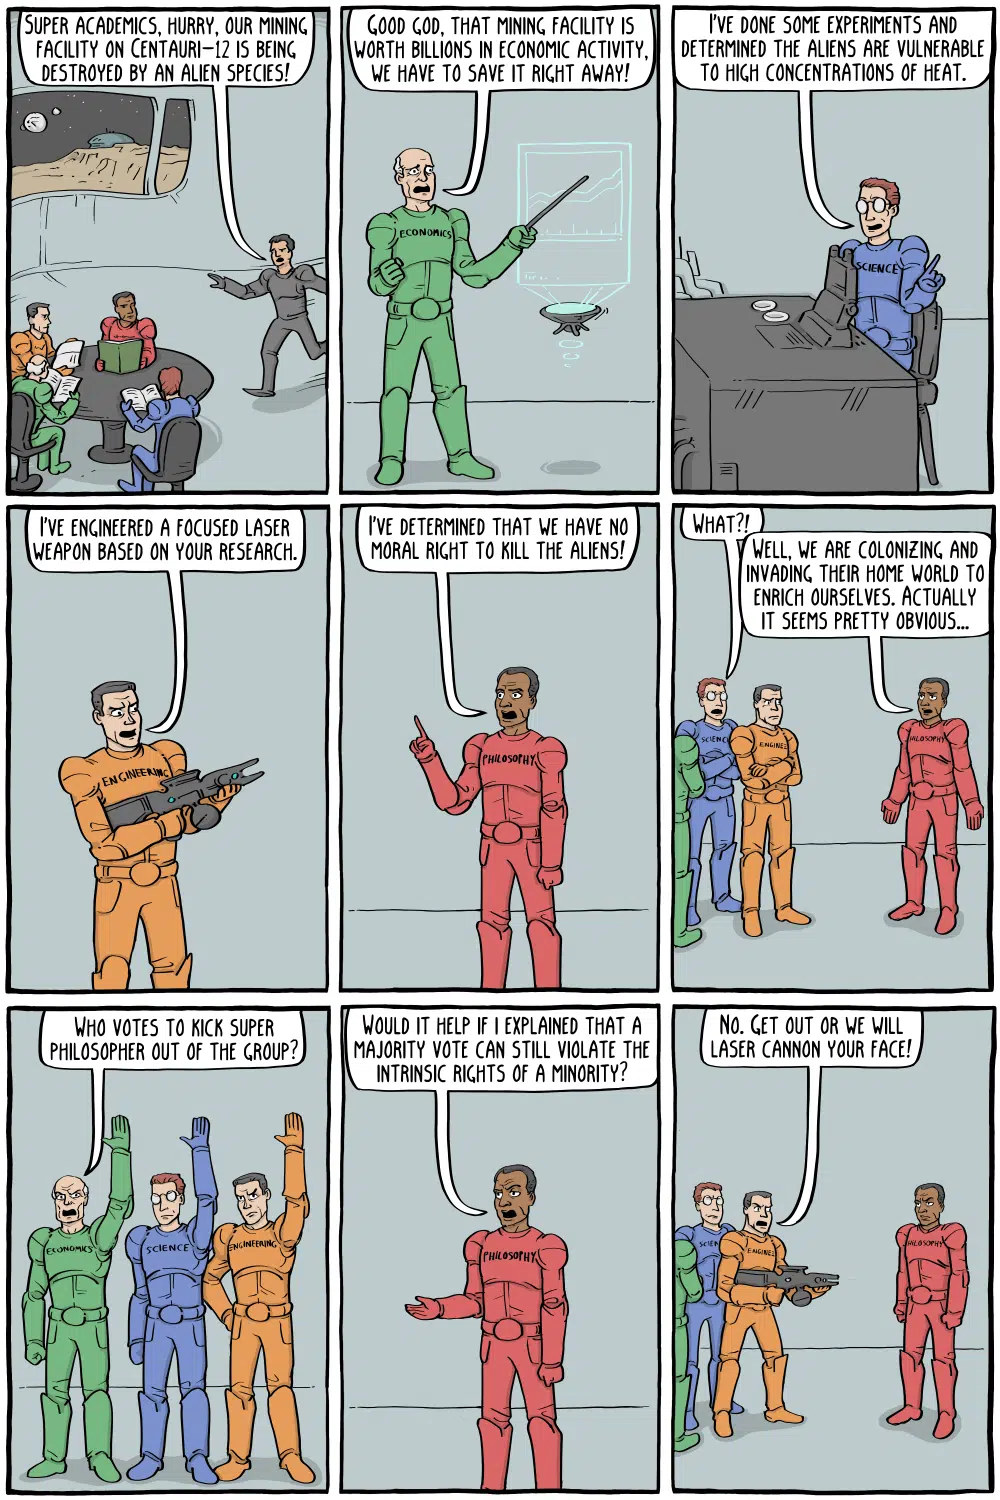 SUPER ACADEMICS, HURRY, OUR MINING
FACILITY ON CENTAURI-12 IS BEING
DESTROYED BY AN ALIEN SPECIES!
GOOD GOD, THAT MINING FACILITY IS
WORTH BILLIONS IN ECONOMIC ACTIVITY,
WE HAVE TO SAVE IT RIGHT AWAY!
ECONOMICS
I'VE DONE SOME EXPERIMENTS AND
DETERMINED THE ALIENS ARE VULNERABLE
TO HIGH CONCENTRATIONS OF HEAT.
SCIENCE
I'VE ENGINEERED A FOCUSED LASER
WEAPON BASED ON YOUR RESEARCH.
ENGINEERING
I'VE DETERMINED THAT WE HAVE NO
MORAL RIGHT TO KILL THE ALIENS!
PHILOSOPHY
WHAT?!
WELL, WE ARE COLONIZING AND
INVADING THEIR HOME WORLD TO
ENRICH OURSELVES. ACTUALLY
IT SEEMS PRETTY OBVIOUS...
SCIENC
ENGINEE
HILOSOPHY
WHO VOTES TO KICK SUPER
PHILOSOPHER OUT OF THE GROUP?
ECONOMICS
SCIENCE
ENGINEERING
WOULD IT HELP IF I EXPLAINED THAT A
MAJORITY VOTE CAN STILL VIOLATE THE
INTRINSIC RIGHTS OF A MINORITY?
PHILOSOPHY
NO. GET OUT OR WE WILL
LASER CANNON YOUR FACE!
SCIEN
ENGINEE
HILOSOPHY